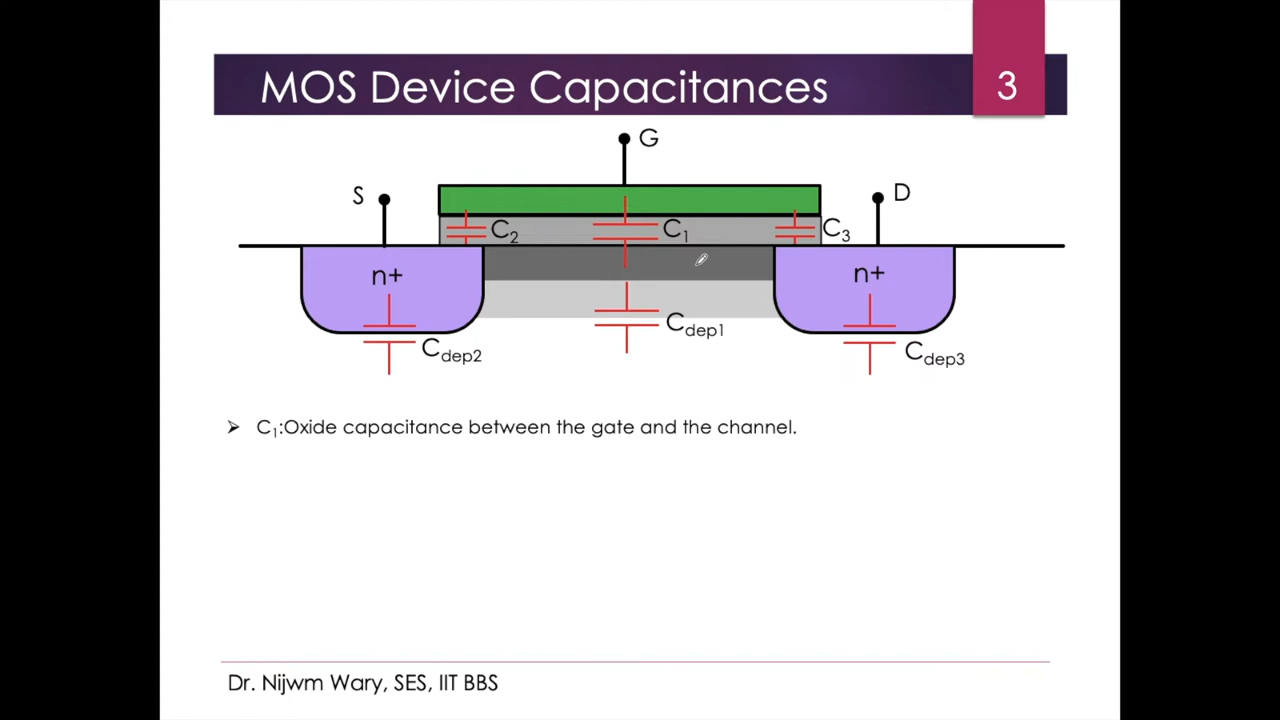 MOS Device Capacitances
3
G
S
D
C2
C1
C3
n+
n+
Cdep1
Cdep2
Cdep3
➢ C1:Oxide capacitance between the gate and the channel.
Dr. Nijwm Wary, SES, IIT BBS